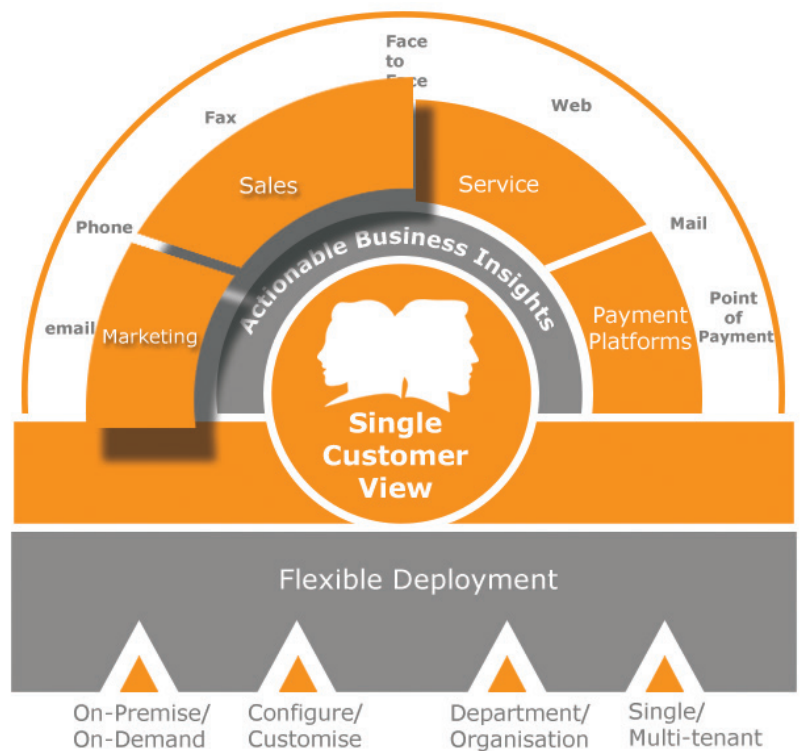 Face
to
Face
Fax
Web
Sales
Service
Phone
Mail
Actionable Business Insights
email
Marketing
Payment
Platforms
Point
of
Payment
Single
Customer
View
Flexible Deployment
On-Premise/
On-Demand
Configure/
Customise
Department/
Organisation
Single/
Multi-tenant